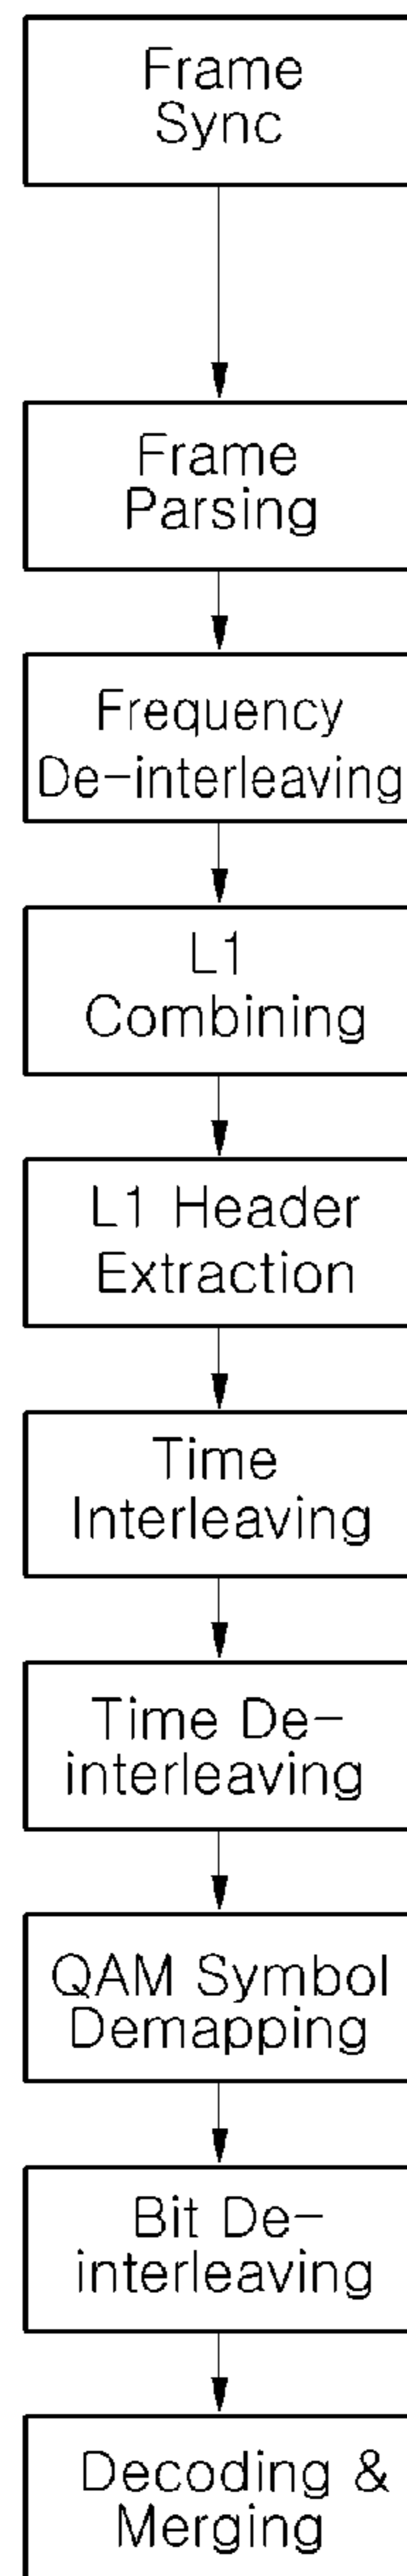 Frame
Sync
Frame
Parsing
Frequency
De-interleaving
L1
Combining
L1 Header
Extraction
Time
Interleaving
Time De-
interleaving
QAM Symbol
Demapping
Bit De-
interleaving
Decoding &
Merging